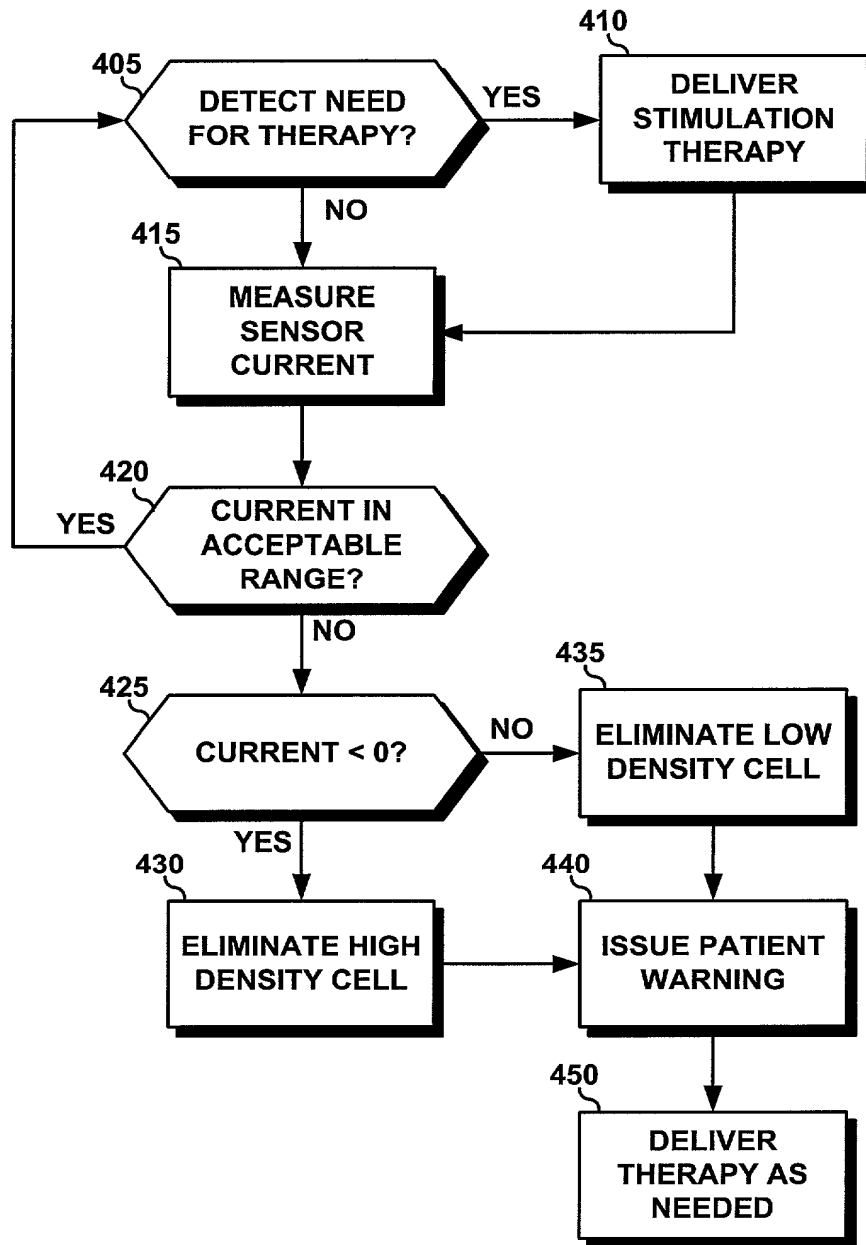 405
DETECT NEED
FOR THERAPY?
YES
410
DELIVER
STIMULATION
THERAPY
NO
415
MEASURE
SENSOR
CURRENT
420
YES
CURRENT IN
ACCEPTABLE
RANGE?
NO
425
CURRENT < 0?
NO
435
ELIMINATE LOW
DENSITY CELL
YES
430
ELIMINATE HIGH
DENSITY CELL
440
ISSUE PATIENT
WARNING
450
DELIVER
THERAPY AS
NEEDED